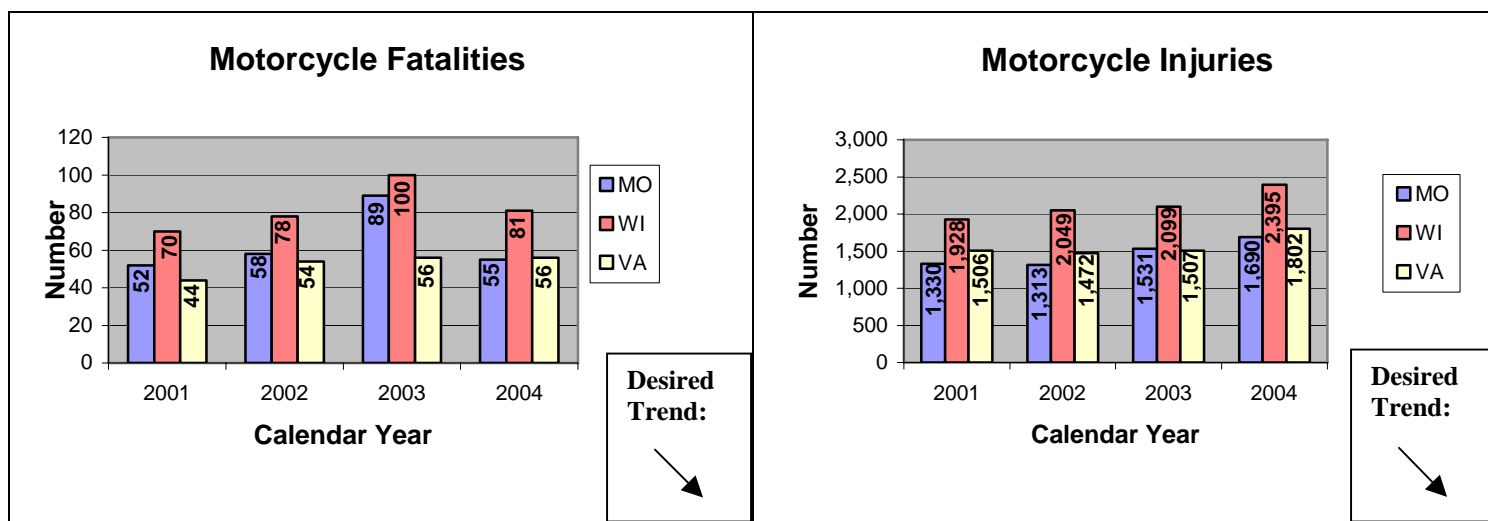 Motorcycle Fatalities
120
100
80
60
40
20
0
Number
52
70
44
58
78
54
89
100
56
55
81
56
2001 2002 2003 2004
Calendar Year
MO
WI
VA
Desired
Trend:
Motorcycle Injuries
3,000
2,500
2,000
1,500
1,000
500
0
Number
1,330
1,928
1,506
1,313
2,049
1,472
1,531
2,099
1,507
1,690
2,395
1,802
2001 2002 2003 2004
Calendar Year
MO
WI
VA
Desired
Trend: